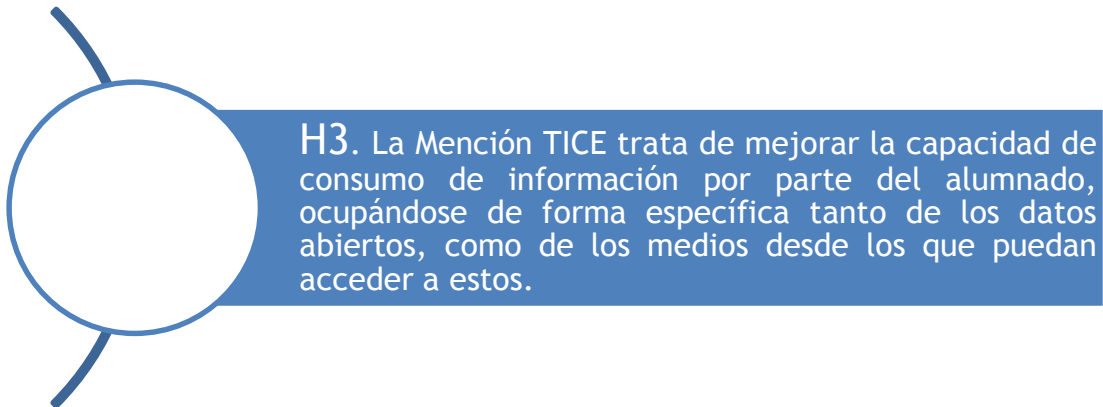 H3. La Mención TICE trata de mejorar la capacidad de
consumo de información por parte del alumnado,
ocupándose de forma específica tanto de los datos
abiertos, como de los medios desde los que puedan
acceder a estos.